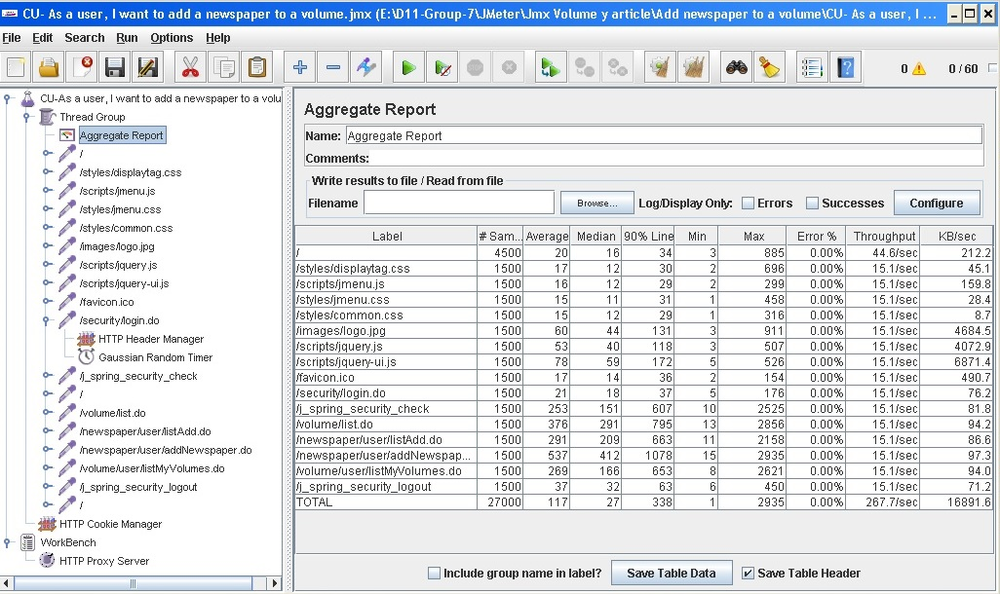 CU- As a user, I want to add a newspaper to a volume.jmx (E:\D11-Group-7\JMeter\Jmx Volume y article\Add newspaper to a volume\CU- As a user, I ...
File Edit Search Run Options Help
0 0 / 60
CU-As a user, I want to add a newspaper to a volu
Thread Group
Aggregate Report
/
/styles/displaytag.css
/scripts/jmenu.js
/styles/jmenu.css
/styles/common.css
/images/logo.jpg
/scripts/jquery.js
/scripts/jquery-ui.js
/favicon.ico
/security/login.do
HTTP Header Manager
Gaussian Random Timer
/j_spring_security_check
/
/volume/list.do
/newspaper/user/listAdd.do
/newspaper/user/addNewspaper.do
/volume/user/listMyVolumes.do
/j_spring_security_logout
/
HTTP Cookie Manager
WorkBench
HTTP Proxy Server
Aggregate Report
Name: Aggregate Report
Comments:
Write results to file / Read from file
Filename Browse... Log/Display Only: Errors Successes Configure
Label # Sam... Average Median 90% Line Min Max Error % Throughput KB/sec
/ 4500 20 16 34 3 885 0.00% 44.6/sec 212.2
/styles/displaytag.css 1500 17 12 30 2 696 0.00% 15.1/sec 45.1
/scripts/jmenu.js 1500 16 12 29 2 299 0.00% 15.1/sec 159.8
/styles/jmenu.css 1500 15 11 31 1 458 0.00% 15.1/sec 28.4
/styles/common.css 1500 15 12 29 1 316 0.00% 15.1/sec 8.7
/images/logo.jpg 1500 60 44 131 3 911 0.00% 15.1/sec 4684.5
/scripts/jquery.js 1500 53 40 118 3 507 0.00% 15.1/sec 4072.9
/scripts/jquery-ui.js 1500 78 59 172 5 526 0.00% 15.1/sec 6871.4
/favicon.ico 1500 17 14 36 2 154 0.00% 15.1/sec 490.7
/security/login.do 1500 21 18 37 5 176 0.00% 15.1/sec 76.2
/j_spring_security_check 1500 253 151 607 10 2525 0.00% 15.1/sec 81.8
/volume/list.do 1500 376 291 795 13 2856 0.00% 15.1/sec 94.2
/newspaper/user/listAdd.do 1500 291 209 663 11 2158 0.00% 15.1/sec 86.6
/newspaper/user/addNewspap... 1500 537 412 1078 15 2935 0.00% 15.1/sec 97.3
/volume/user/listMyVolumes.do 1500 269 166 653 8 2621 0.00% 15.1/sec 94.0
/j_spring_security_logout 1500 37 32 63 6 450 0.00% 15.1/sec 71.2
TOTAL 27000 117 27 338 1 2935 0.00% 267.7/sec 16891.6
Include group name in label? Save Table Data Save Table Header